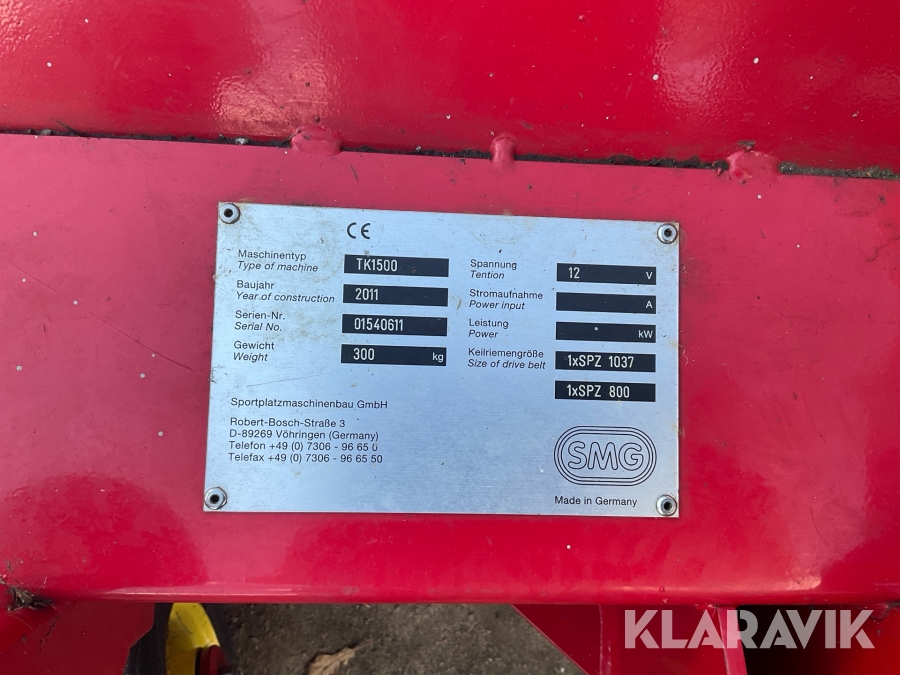 CE
Maschinentyp
Type of machine
TK1500
Baujahr
Year of construction
2011
Serien-Nr.
Serial No.
01540611
Gewicht
Weight
300 kg
Spannung
Tention
12 V
Stromaufnahme
Power input
A
Leistung
Power
kW
Keilriemengröße
Size of drive belt
1xSPZ 1037
1xSPZ 800
Sportplatzmaschinenbau GmbH
Robert-Bosch-Straße 3
D-89269 Vöhringen (Germany)
Telefon +49 (0) 7306 - 96 65 0
Telefax +49 (0) 7306 - 96 65 50
SMG
Made in Germany
KLARAVIK